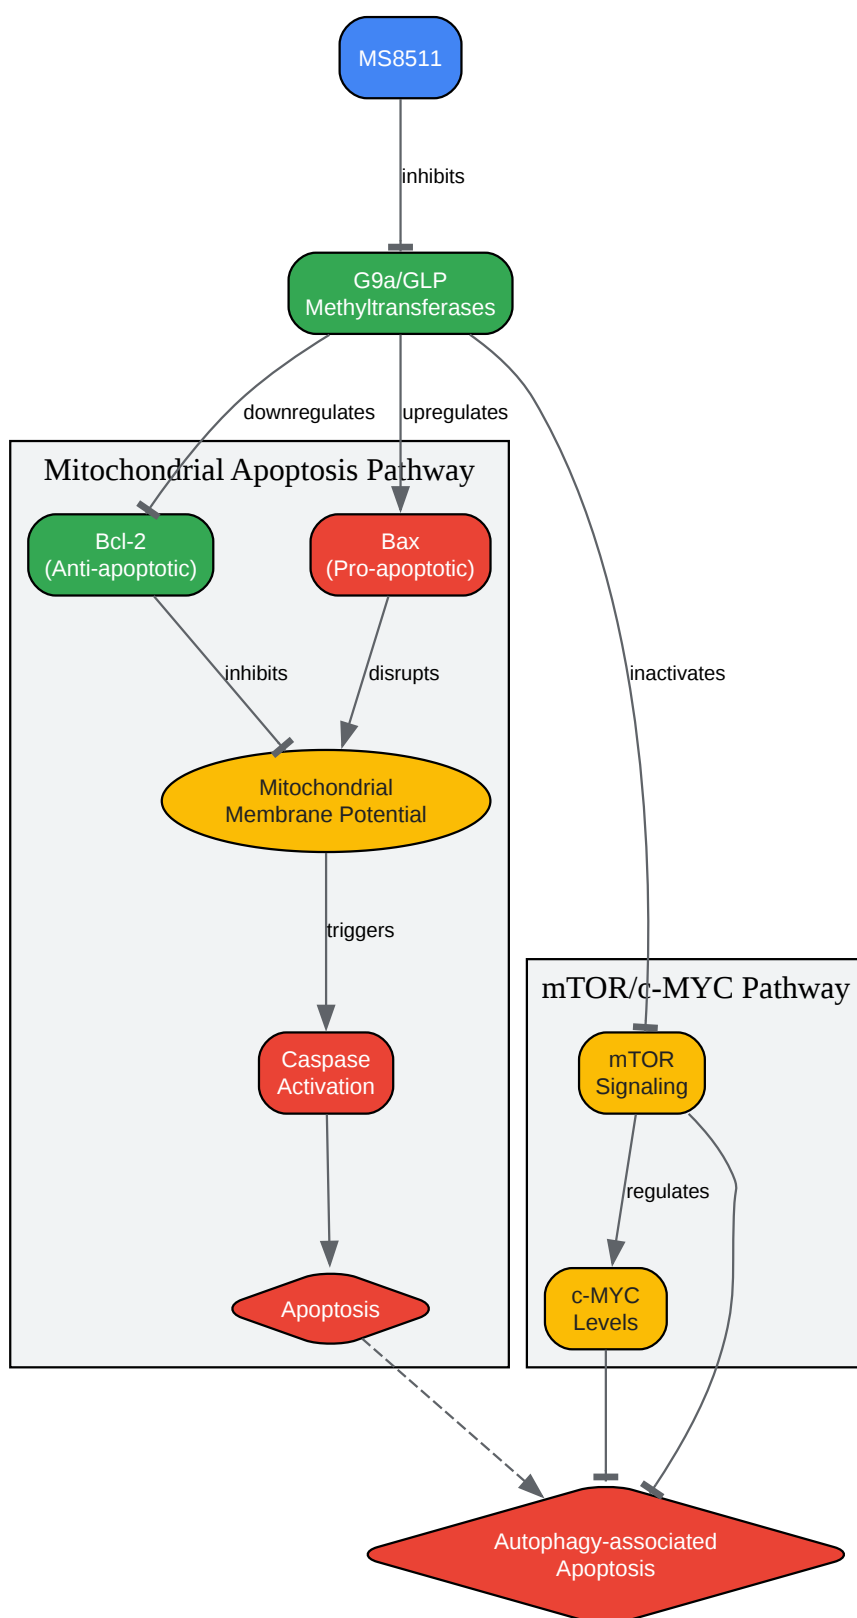 MS8511
inhibits
G9a/GLP
Methyltransferases
downregulates
upregulates
Mitochondrial Apoptosis Pathway
Bcl-2
(Anti-apoptotic)
Bax
(Pro-apoptotic)
inhibits
disrupts
inactivates
Mitochondrial
Membrane Potential
triggers
mTOR/c-MYC Pathway
Caspase
Activation
mTOR
Signaling
regulates
Apoptosis
c-MYC
Levels
Autophagy-associated
Apoptosis